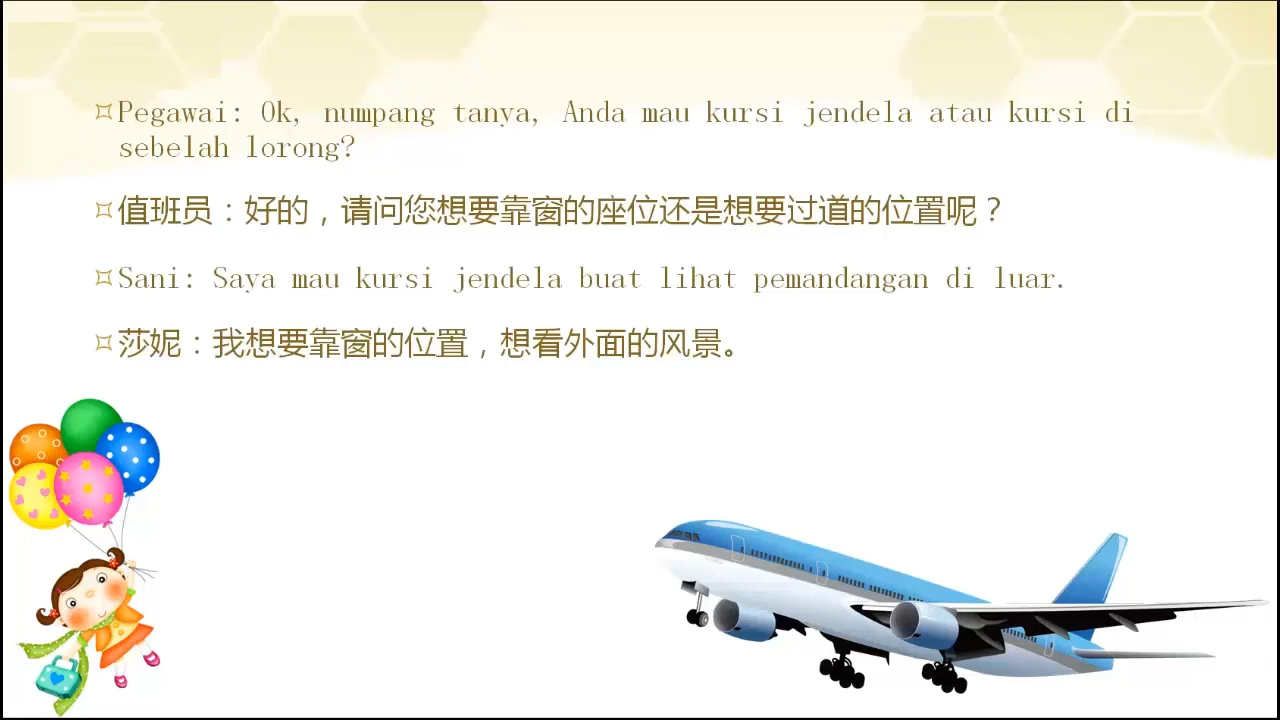 Pegawai: Ok, numpang tanya, Anda mau kursi jendela atau kursi di
sebelah lorong?
值班员：好的，请问您想要靠窗的座位还是想要过道的位置呢？
Sani: Saya mau kursi jendela buat lihat pemandangan di luar.
莎妮：我想要靠窗的位置，想看外面的风景。